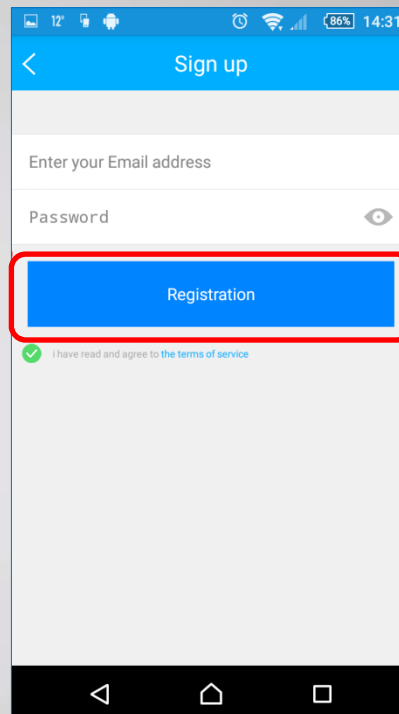 12° 86% 14:31
Sign up
Enter your Email address
Password
Registration
i have read and agree to the terms of service